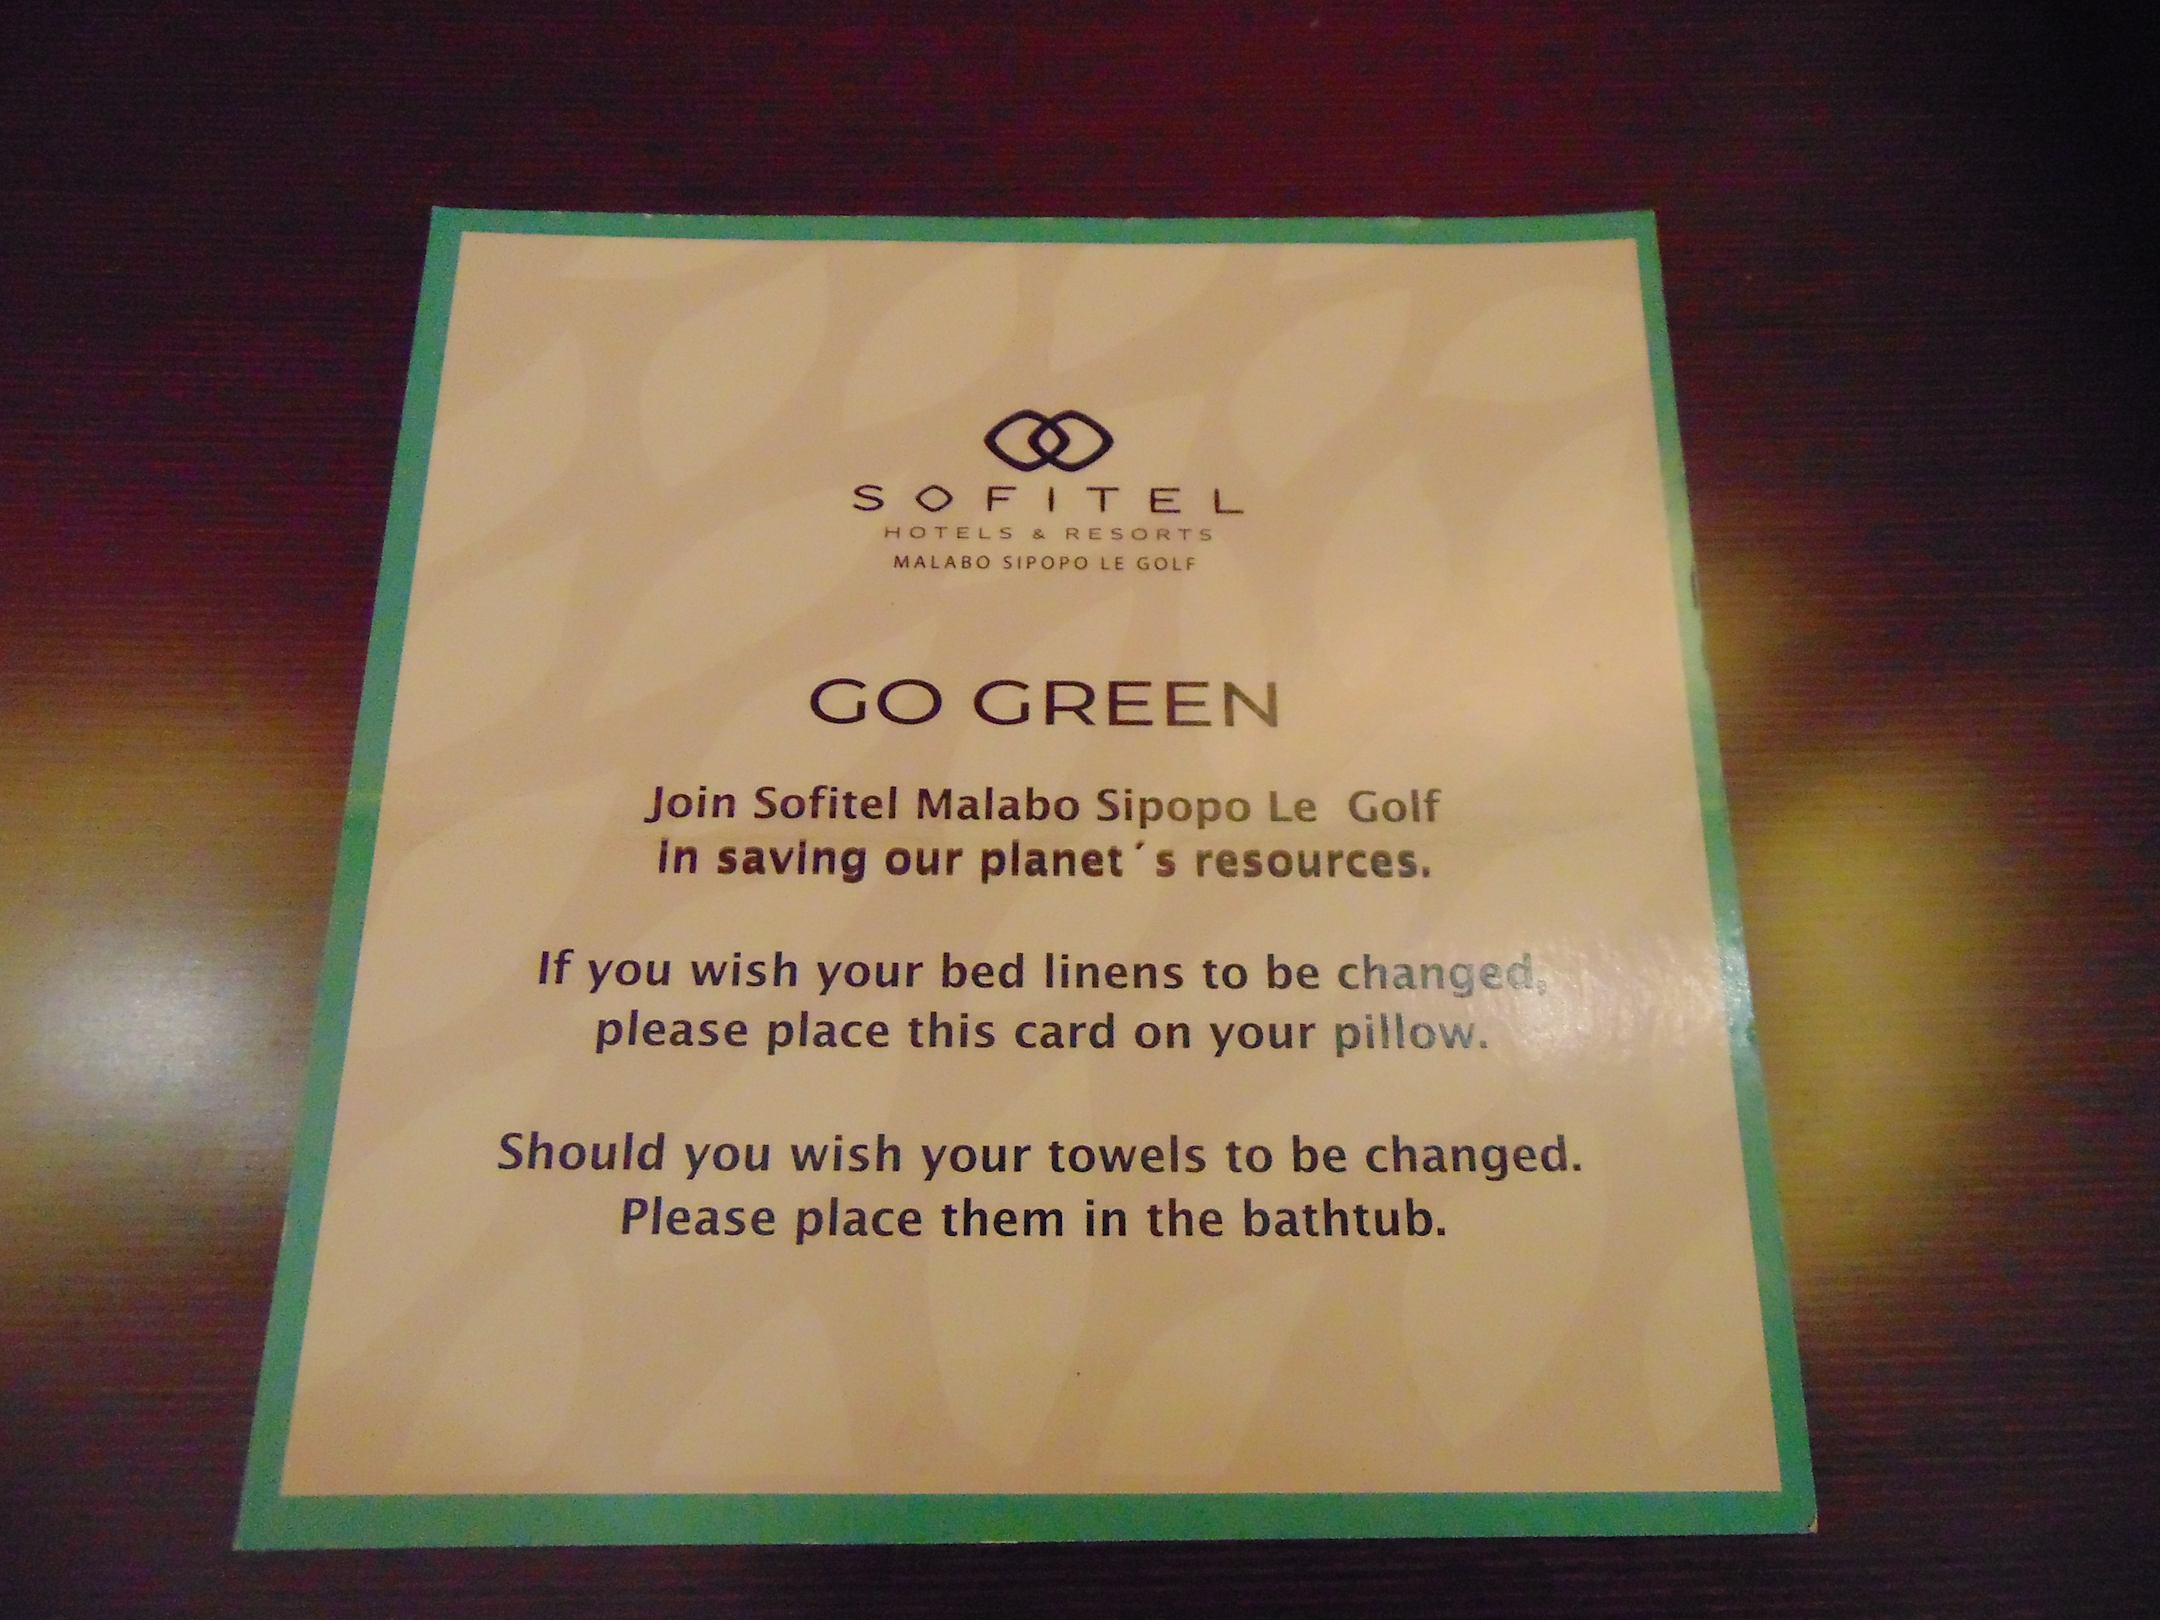 SOFITEL
HOTELS & RESORTS
MALABO SIPOPO LE GOLF
GO GREEN
Join Sofitel Malabo Sipopo Le  Golf
in saving our planet´s resources.
If you wish your bed linens to be changed,
please place this card on your pillow.
Should you wish your towels to be changed.
Please place them in the bathtub.